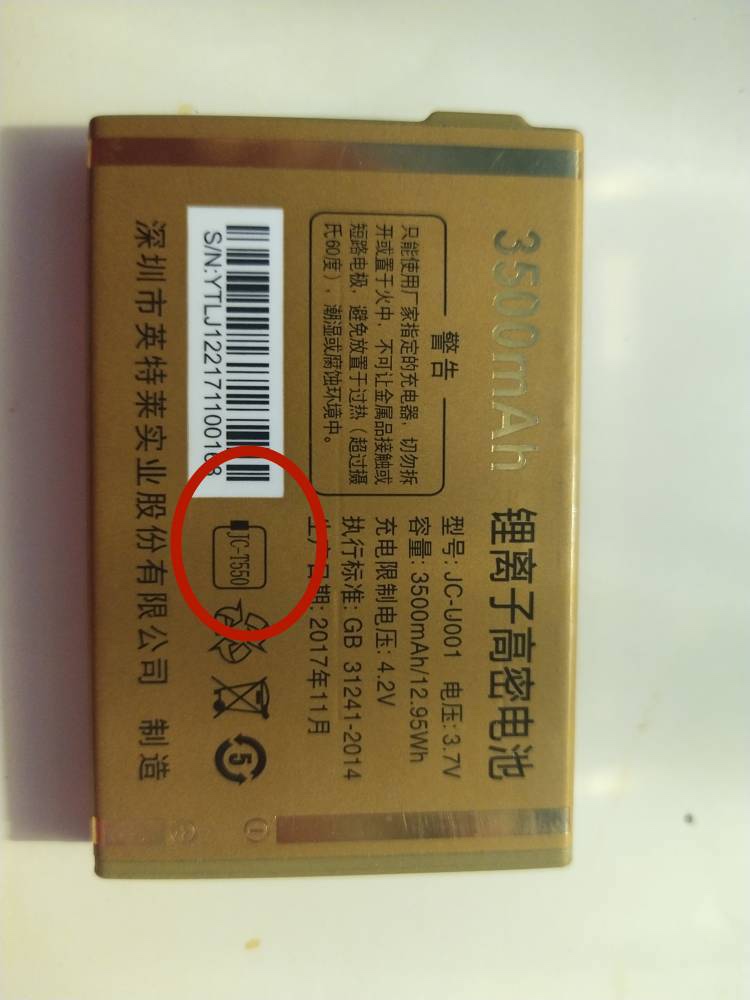 3500mAh
锂离子高密电池
警告
只能使用厂家指定的充电器，切勿拆
开或置于火中，不可让金属品接触或
短路电极，避免放置于过热（超过摄
氏60度），潮湿或腐蚀环境中。
型号: JC-U001 电压: 3.7V
容量: 3500mAh/12.95Wh
充电限制电压: 4.2V
执行标准: GB 31241-2014
生产日期: 2017年11月
S/N:YTLJ12217110016
JC-T550
5
深圳市英特莱实业股份有限公司 制造